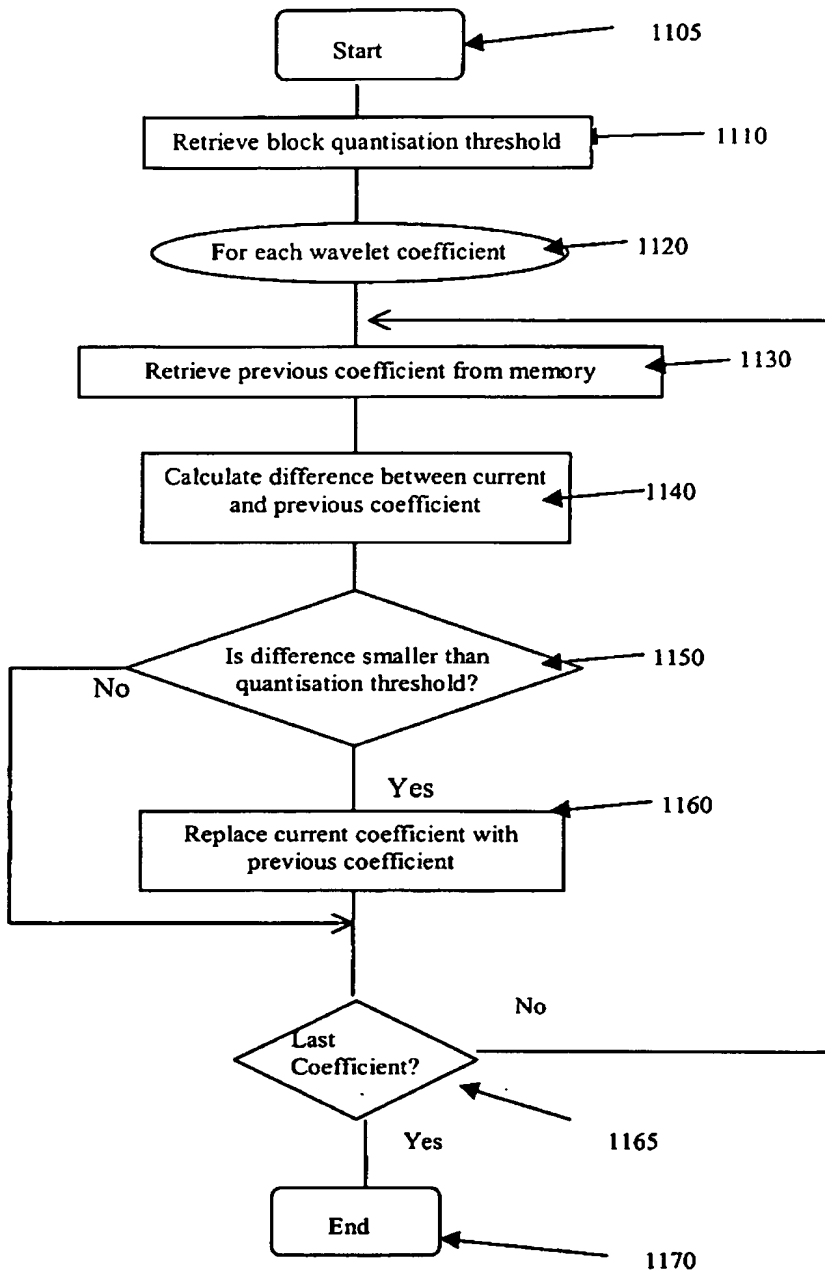 Start
1105
Retrieve block quantisation threshold
1110
For each wavelet coefficient
1120
Retrieve previous coefficient from memory
1130
Calculate difference between current
and previous coefficient
1140
Is difference smaller than
quantisation threshold?
1150
No
Yes
1160
Replace current coefficient with
previous coefficient
No
Last
Coefficient?
1165
Yes
End
1170